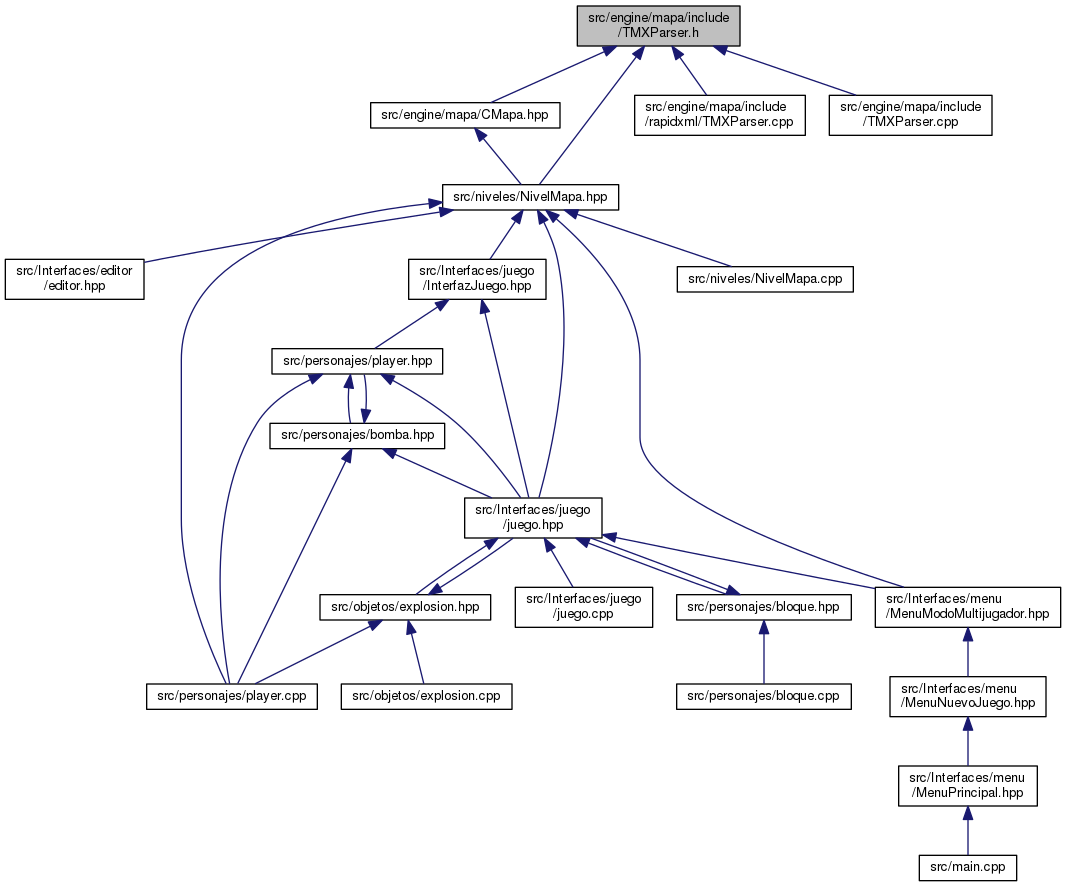 src/engine/mapa/include
/TMXParser.h
src/engine/mapa/CMapa.hpp
src/engine/mapa/include
/rapidxml/TMXParser.cpp
src/engine/mapa/include
/TMXParser.cpp
src/niveles/NivelMapa.hpp
src/Interfaces/editor
/editor.hpp
src/Interfaces/juego
/InterfazJuego.hpp
src/niveles/NivelMapa.cpp
src/personajes/player.hpp
src/personajes/bomba.hpp
src/Interfaces/juego
/juego.hpp
src/objetos/explosion.hpp
src/Interfaces/juego
/juego.cpp
src/personajes/bloque.hpp
src/Interfaces/menu
/MenuModoMultijugador.hpp
src/personajes/player.cpp
src/objetos/explosion.cpp
src/personajes/bloque.cpp
src/Interfaces/menu
/MenuNuevoJuego.hpp
src/Interfaces/menu
/MenuPrincipal.hpp
src/main.cpp